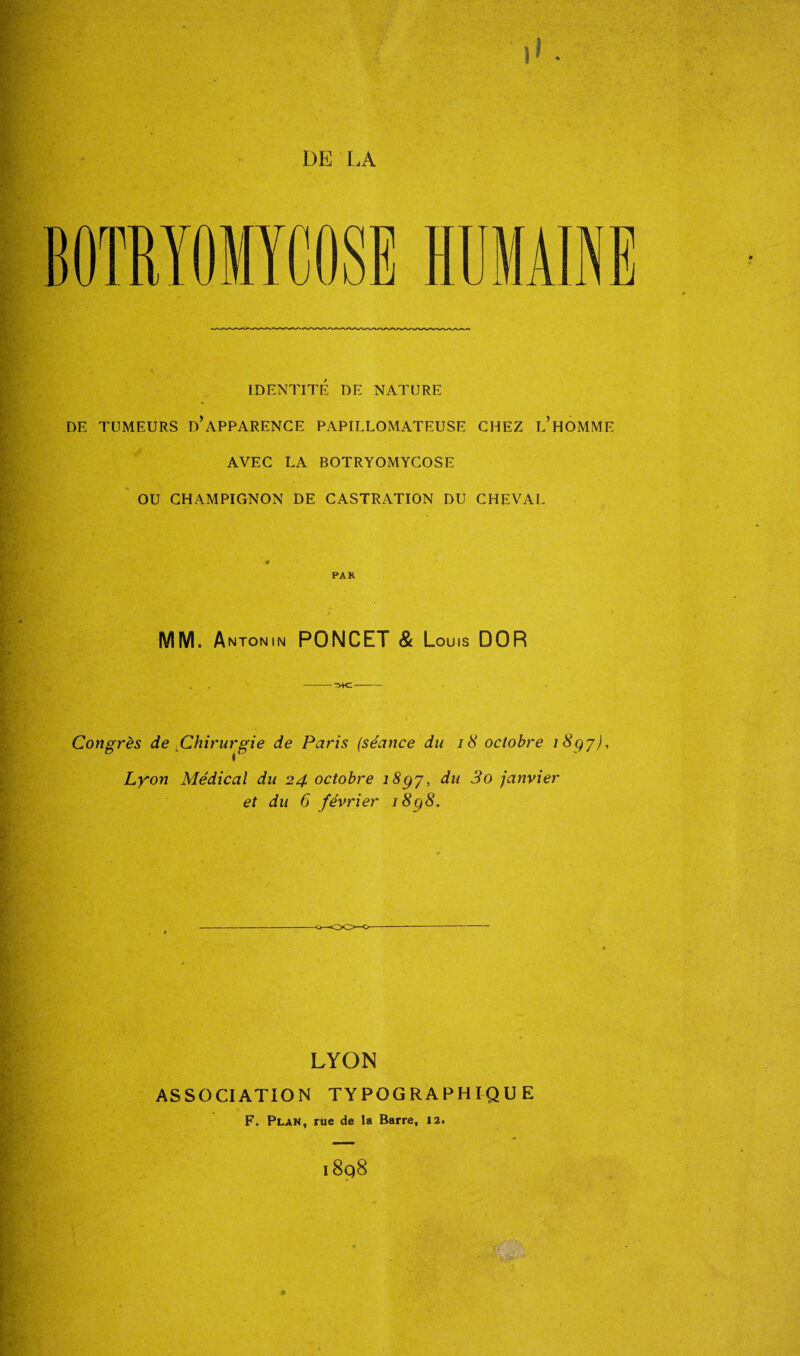 DE LA
BOTRYOMYCOSE HUMAINE
IDENTITÉ DE NATURE
DE TUMEURS D'APPARENCE PAPILLOMATEUSE CHEZ L'HOMME
AVEC LA BOTRYOMYCOSE
OU CHAMPIGNON DE CASTRATION DU CHEVAL
PAR
MM. ANTONIN PONCET & LOUIS DOR
Congrès de Chirurgie de Paris (séance du 18 octobre 1897),
Lyon Médical du 24 octobre 1897, du 30 janvier
et du 6 février 1898.
LYON
ASSOCIATION TYPOGRAPHIQUE
F. PLAN, rue de la Barre, 12.
1898